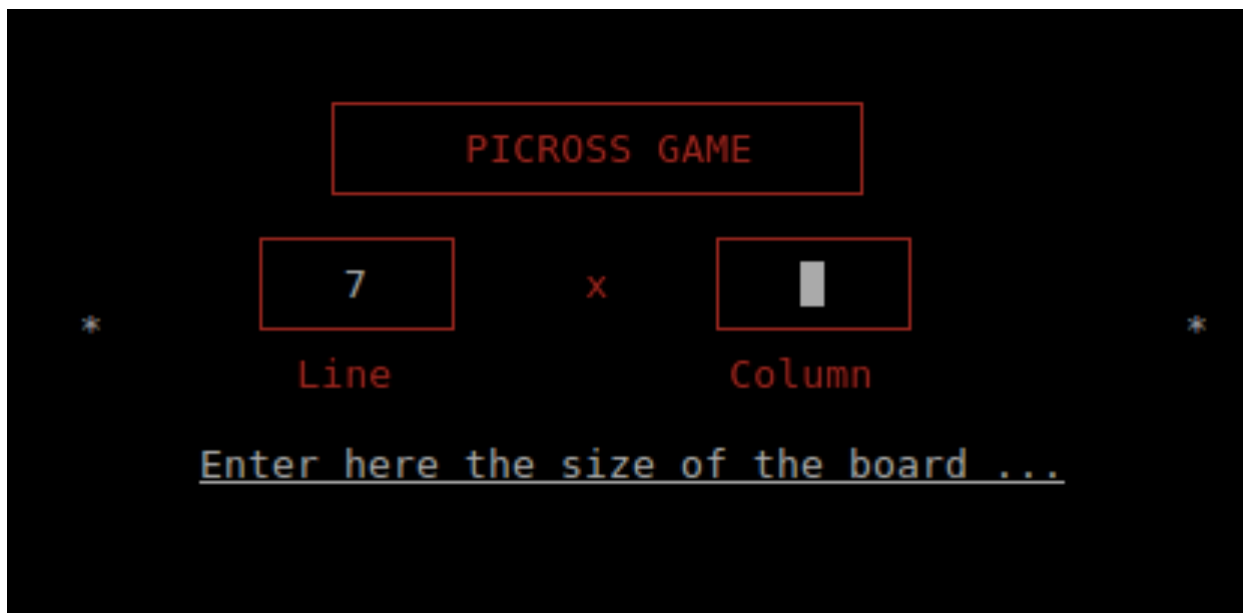 PICROSS GAME
7 x
* *
Line Column
Enter here the size of the board ...